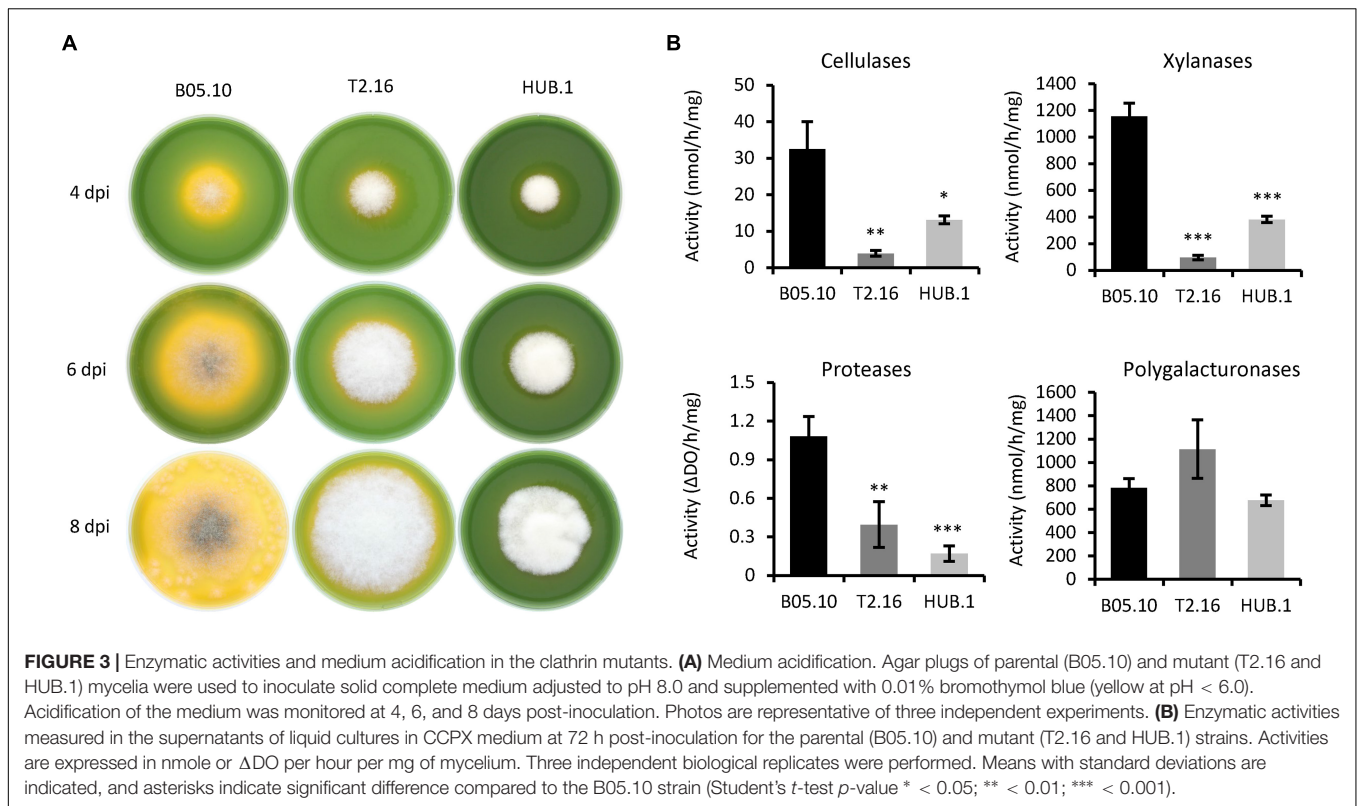 A
B05.10
T2.16
HUB.1
4 dpi
6 dpi
8 dpi
B
Cellulases
Activity (nmol/h/mg)
50
40
30
20
10
0
**
*
B05.10 T2.16 HUB.1
Xylanases
Activity (nmol/h/mg)
1400
1200
1000
800
600
400
200
0
***
***
B05.10 T2.16 HUB.1
Proteases
Activity (ΔDO/h/mg)
1.5
1.2
0.9
0.6
0.3
0
**
***
B05.10 T2.16 HUB.1
Polygalacturonases
Activity (nmol/h/mg)
1600
1400
1200
1000
800
600
400
200
0
B05.10 T2.16 HUB.1
FIGURE 3 | Enzymatic activities and medium acidification in the clathrin mutants. (A) Medium acidification. Agar plugs of parental (B05.10) and mutant (T2.16 and
HUB.1) mycelia were used to inoculate solid complete medium adjusted to pH 8.0 and supplemented with 0.01% bromothymol blue (yellow at pH < 6.0).
Acidification of the medium was monitored at 4, 6, and 8 days post-inoculation. Photos are representative of three independent experiments. (B) Enzymatic activities
measured in the supernatants of liquid cultures in CCPX medium at 72 h post-inoculation for the parental (B05.10) and mutant (T2.16 and HUB.1) strains. Activities
are expressed in nmole or ΔDO per hour per mg of mycelium. Three independent biological replicates were performed. Means with standard deviations are
indicated, and asterisks indicate significant difference compared to the B05.10 strain (Student's t-test p-value * < 0.05; ** < 0.01; *** < 0.001).